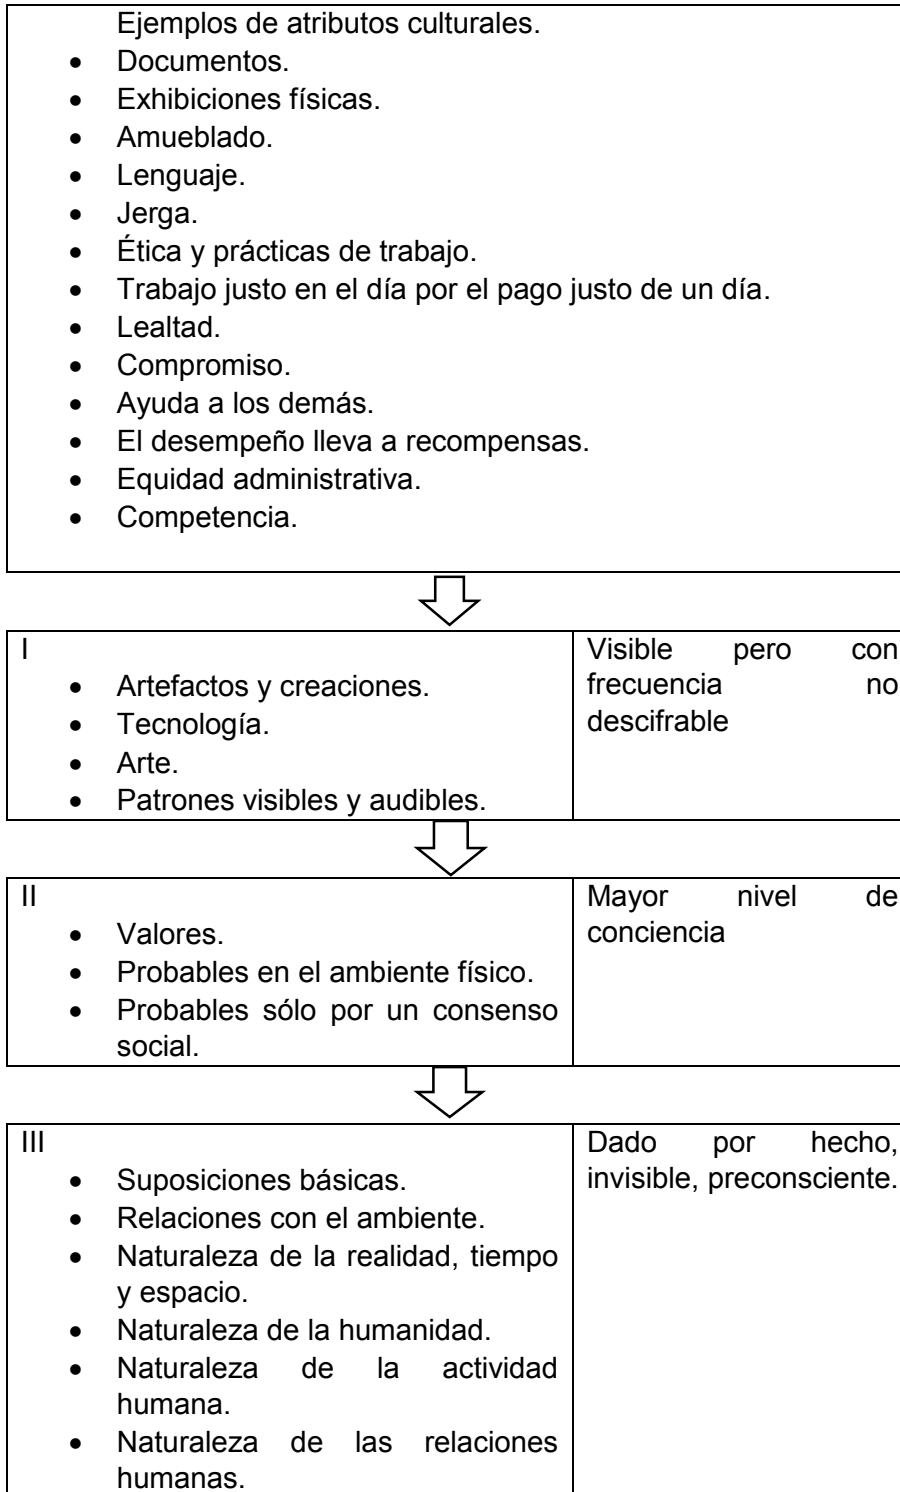 Ejemplos de atributos culturales.
• Documentos.
• Exhibiciones físicas.
• Amueblado.
• Lenguaje.
• Jerga.
• Ética y prácticas de trabajo.
• Trabajo justo en el día por el pago justo de un día.
• Lealtad.
• Compromiso.
• Ayuda a los demás.
• El desempeño lleva a recompensas.
• Equidad administrativa.
• Competencia.
I
• Artefactos y creaciones.
• Tecnología.
• Arte.
• Patrones visibles y audibles.
Visible pero con
frecuencia no
descifrable
II
• Valores.
• Probables en el ambiente físico.
• Probables sólo por un consenso
social.
Mayor nivel de
conciencia
III
• Suposiciones básicas.
• Relaciones con el ambiente.
• Naturaleza de la realidad, tiempo
y espacio.
• Naturaleza de la humanidad.
• Naturaleza de la actividad
humana.
• Naturaleza de las relaciones
humanas.
Dado por hecho,
invisible, preconsciente.